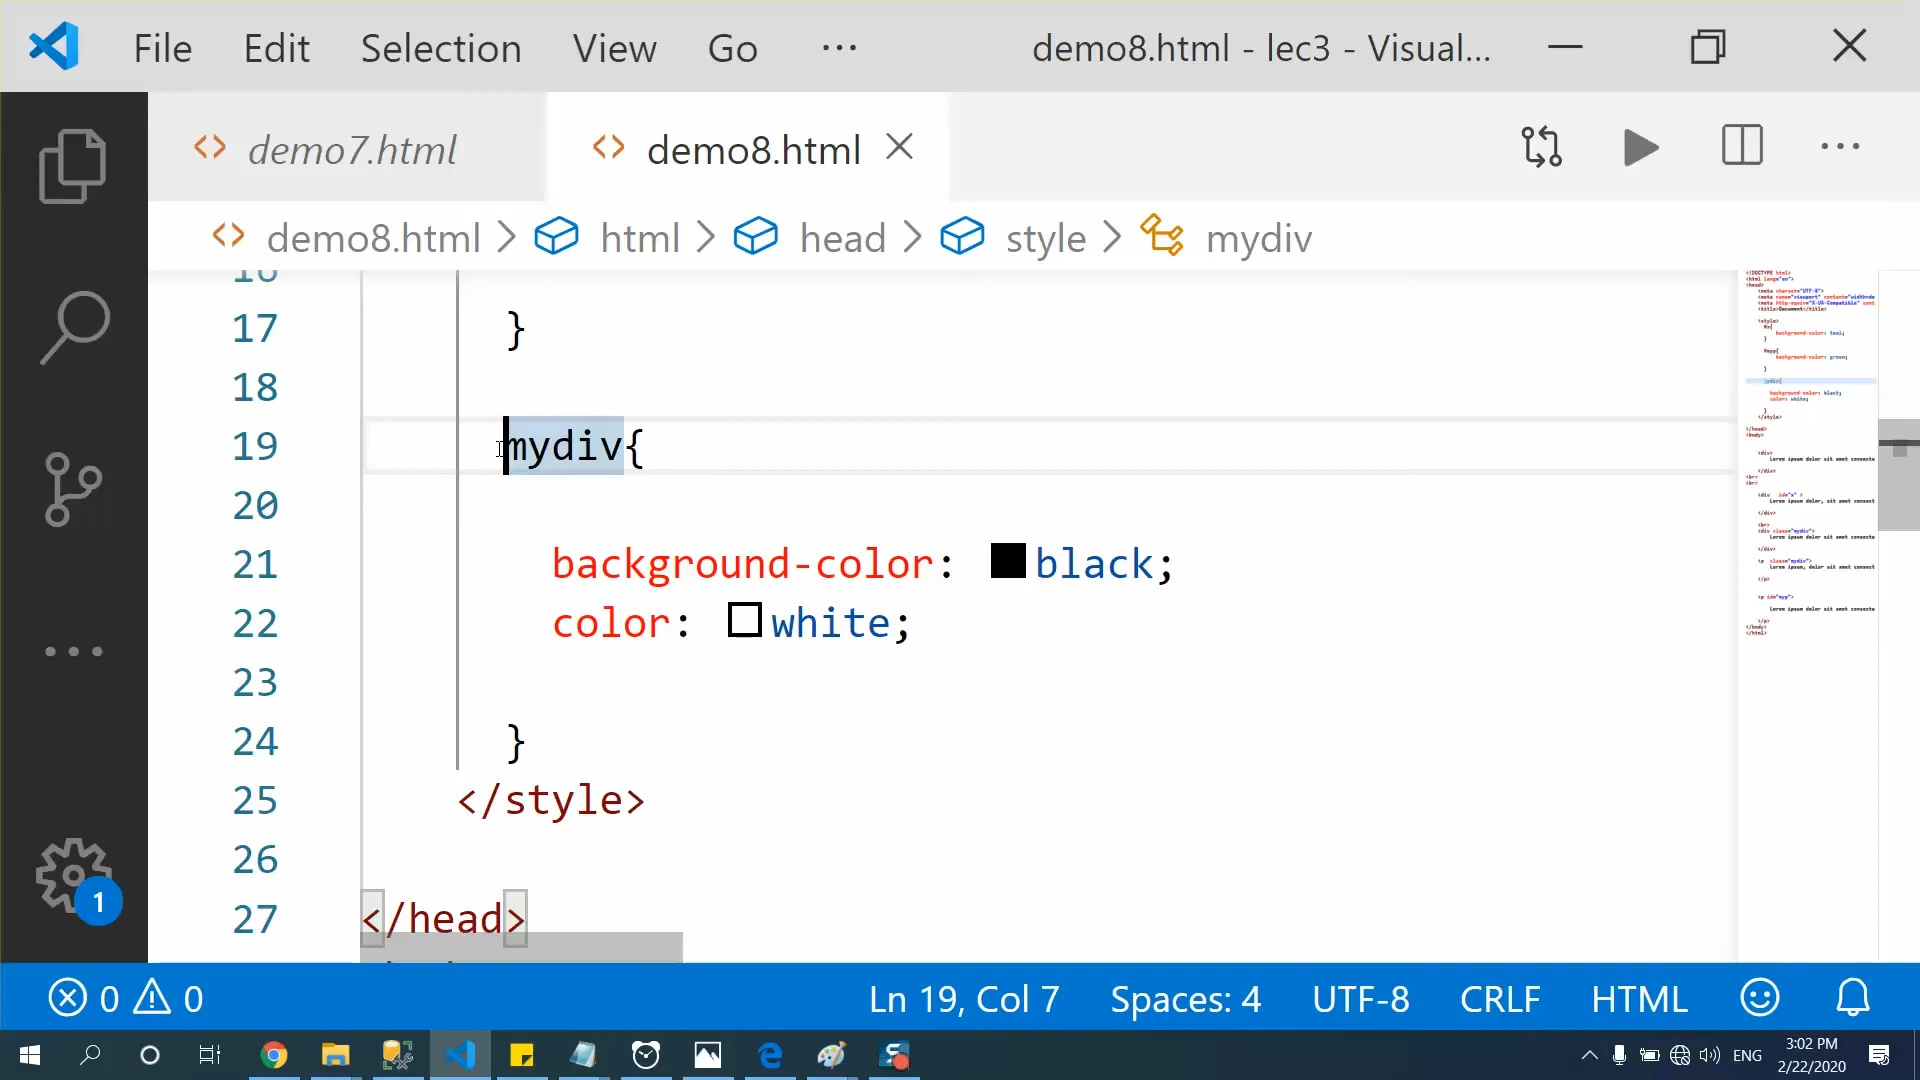 File Edit Selection View Go ··· demo8.html - lec3 - Visual...
demo7.html demo8.html
demo8.html > html > head > style > mydiv
16
17 }
18
19 mydiv{
20
21 background-color: black;
22 color: white;
23
24 }
25 </style>
26
27 </head>
1
0 0 Ln 19, Col 7 Spaces: 4 UTF-8 CRLF HTML
ENG 3:02 PM
2/22/2020